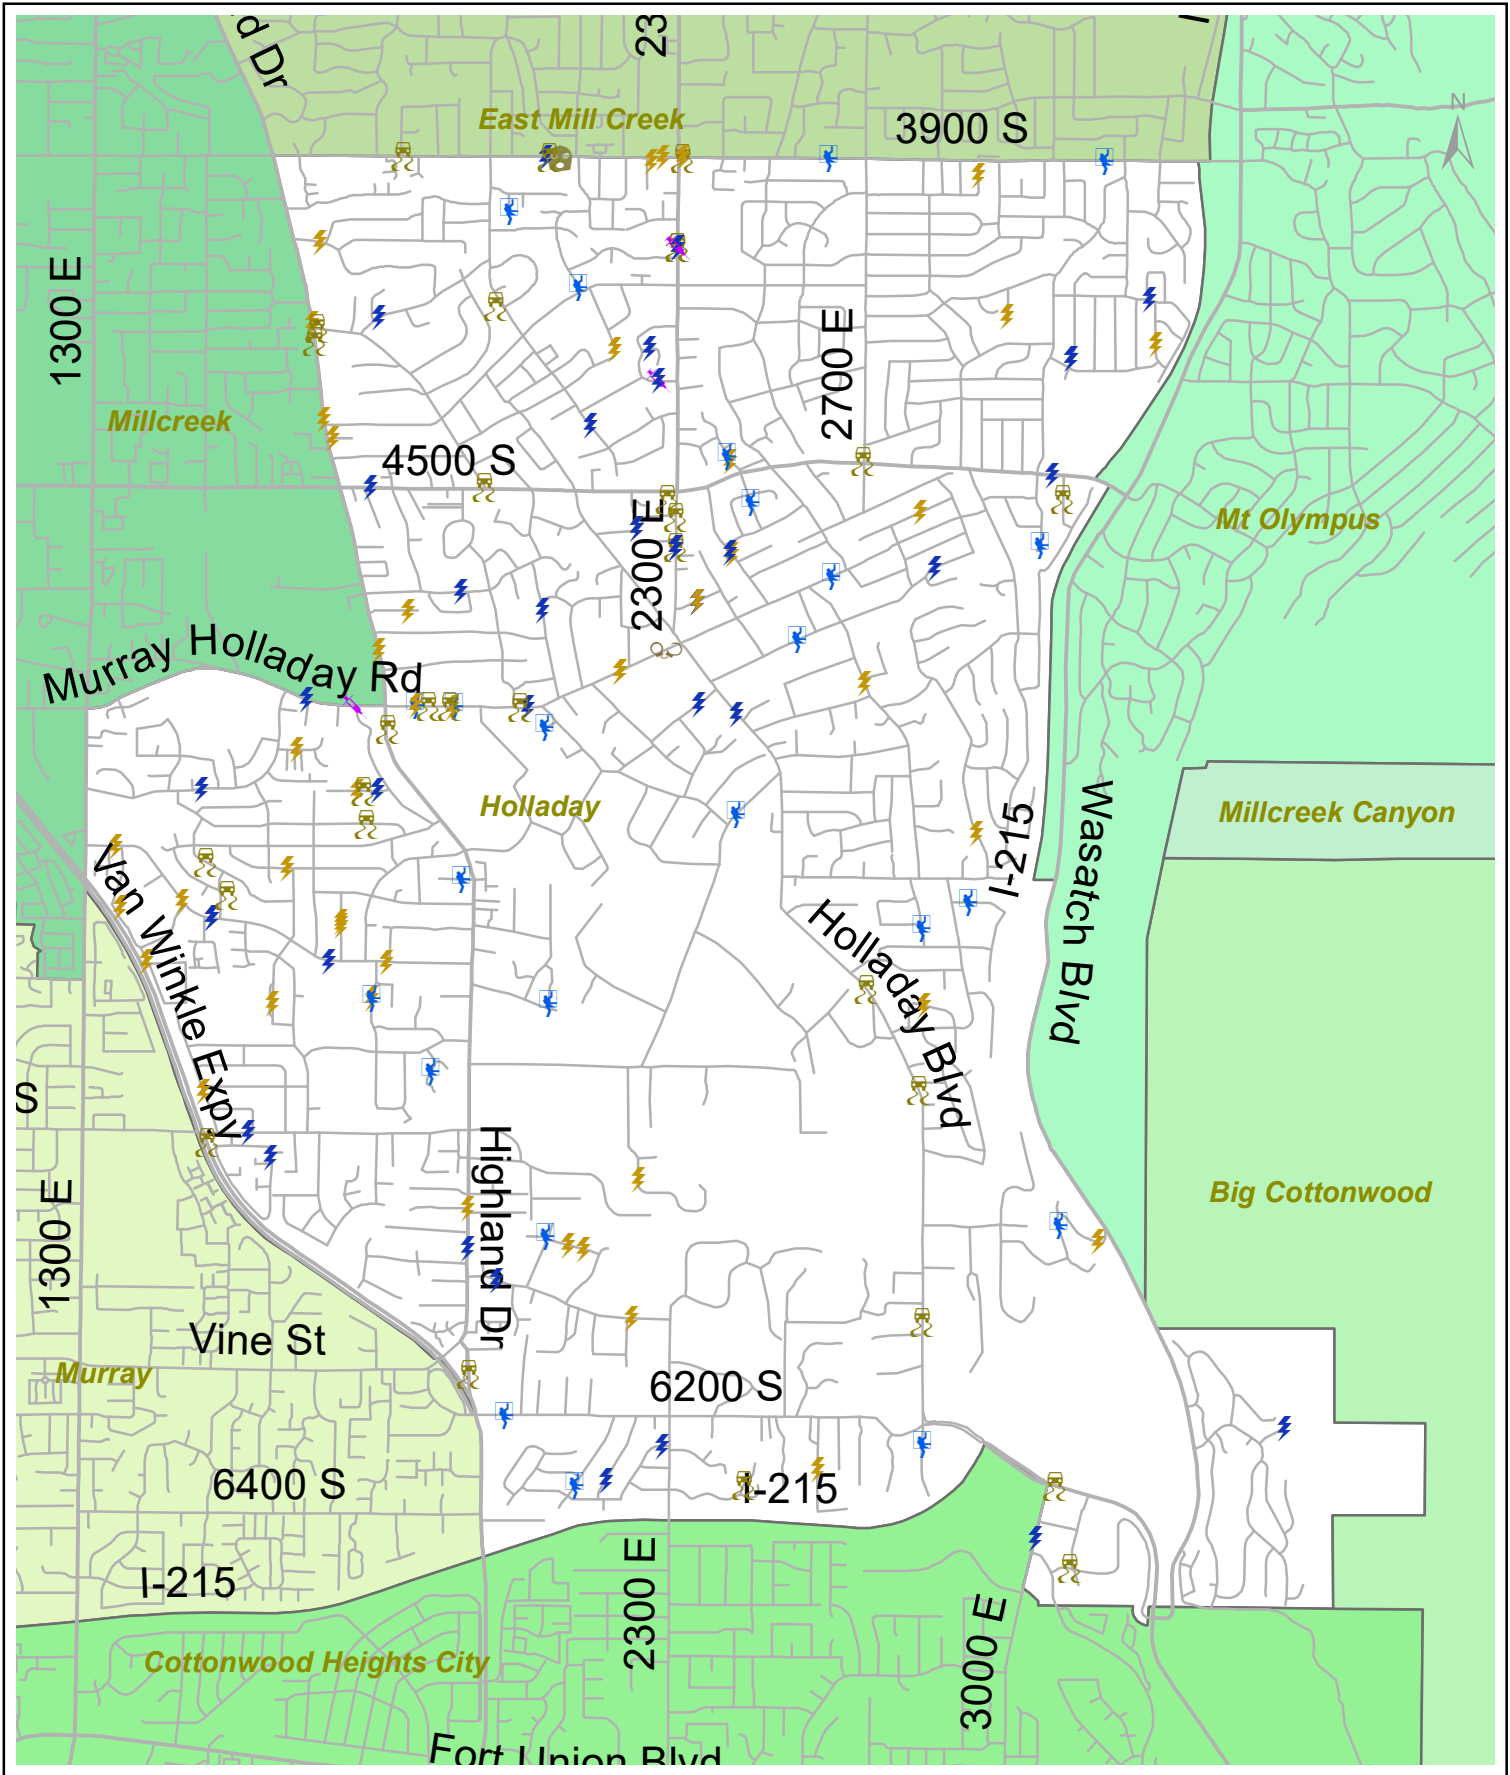 d Dr
23
East Mill Creek
3900 S
N
1300 E
2700 E
Millcreek
4500 S
Mt Olympus
2300 E
Murray Holladay Rd
Holladay
Millcreek Canyon
I-215
Wasatch Blvd
Van Winkle Expy
Holladay Blvd
S
Highland Dr
1300 E
Big Cottonwood
Vine St
Murray
6200 S
6400 S
I-215
I-215
2300 E
3000 E
Cottonwood Heights City
Fort Union Blvd